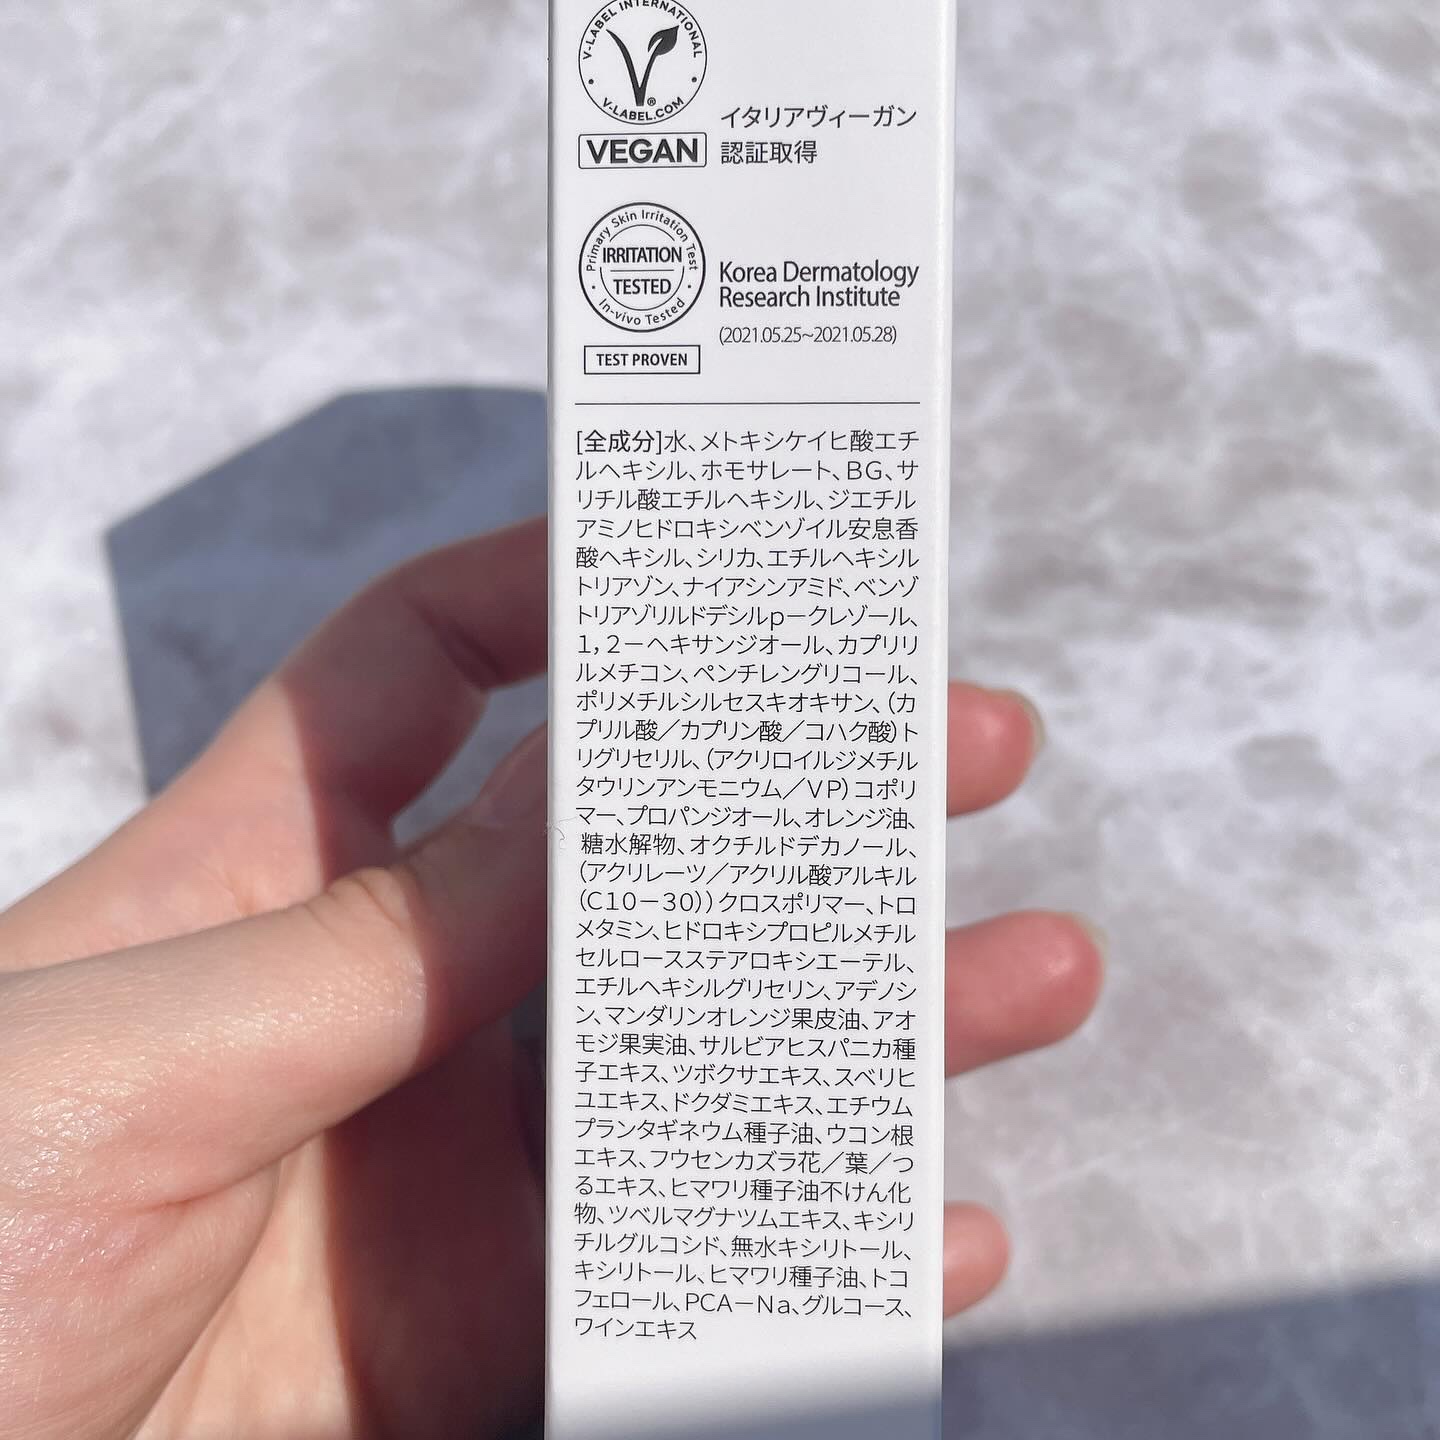 V-LABEL INTERNATIONAL
V-LABEL.COM
VEGAN
イタリアヴィーガン
認証取得
Primary Skin Irritation Test
IRRITATION
TESTED
In-vivo Tested
TEST PROVEN
Korea Dermatology
Research Institute
(2021.05.25~2021.05.28)
[全成分]水、メトキシケイヒ酸エチ
ルヘキシル、ホモサレート、BG、サ
リチル酸エチルヘキシル、ジエチル
アミノヒドロキシベンゾイル安息香
酸ヘキシル、シリカ、エチルヘキシル
トリアゾン、ナイアシンアミド、ベンゾ
トリアゾリルドデシルp－クレゾール、
1，2－ヘキサンジオール、カプリリ
ルメチコン、ペンチレングリコール、
ポリメチルシルセスキオキサン、（カ
プリル酸／カプリン酸／コハク酸）ト
リグリセリル、（アクリロイルジメチル
タウリンアンモニウム／VP）コポリ
マー、プロパンジオール、オレンジ油、
糖水解物、オクチルドデカノール、
（アクリレーツ／アクリル酸アルキル
（C10－30））クロスポリマー、トロ
メタミン、ヒドロキシプロピルメチル
セルロースステアロキシエーテル、
エチルヘキシルグリセリン、アデノシ
ン、マンダリンオレンジ果皮油、アオ
モジ果実油、サルビアヒスパニカ種
子エキス、ツボクサエキス、スベリヒ
ユエキス、ドクダミエキス、エチウム
プランタギネウム種子油、ウコン根
エキス、フウセンカズラ花／葉／つ
るエキス、ヒマワリ種子油不けん化
物、ツベルマグナツムエキス、キシリ
チルグルコシド、無水キシリトール、
キシリトール、ヒマワリ種子油、トコ
フェロール、PCA－Na、グルコース、
ワインエキス